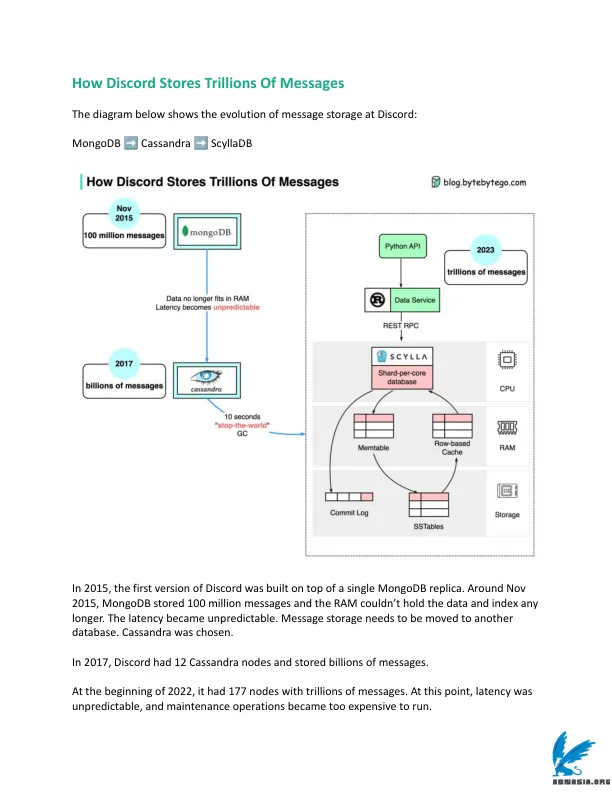 How Discord Stores Trillions Of Messages
The diagram below shows the evolution of message storage at Discord:
MongoDB ➡️ Cassandra ➡️ ScyllaDB
How Discord Stores Trillions Of Messages
blog.bytebytego.com
Nov
2015
100 million messages
mongoDB
Python API
2023
trillions of messages
Data Service
Data no longer fits in RAM
Latency becomes unpredictable
REST RPC
SCYLLA
Shard-per-core
database
CPU
2017
billions of messages
cassandra
10 seconds
"stop-the-world"
GC
Memtable
Row-based
Cache
RAM
Commit Log
SSTables
Storage
In 2015, the first version of Discord was built on top of a single MongoDB replica. Around Nov
2015, MongoDB stored 100 million messages and the RAM couldn’t hold the data and index any
longer. The latency became unpredictable. Message storage needs to be moved to another
database. Cassandra was chosen.
In 2017, Discord had 12 Cassandra nodes and stored billions of messages.
At the beginning of 2022, it had 177 nodes with trillions of messages. At this point, latency was
unpredictable, and maintenance operations became too expensive to run.
ABNASIA.ORG